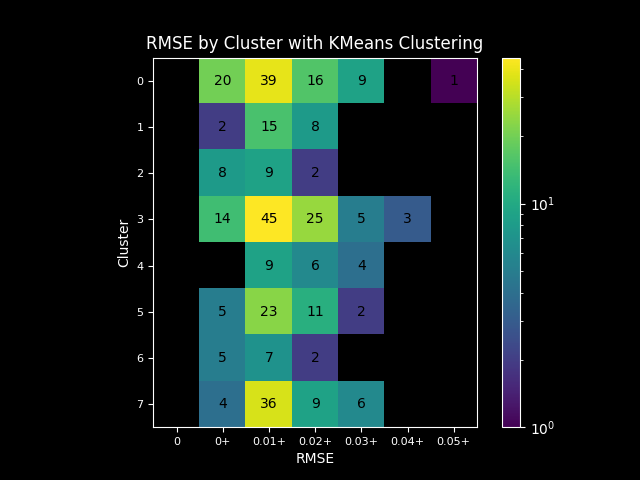 RMSE by Cluster with KMeans Clustering
0 20 39 16 9 1
1 2 15 8
2 8 9 2
3 14 45 25 5 3
4 9 6 4
5 5 23 11 2
6 5 7 2
7 4 36 9 6
Cluster
0 0+ 0.01+ 0.02+ 0.03+ 0.04+ 0.05+
RMSE
10¹
10⁰